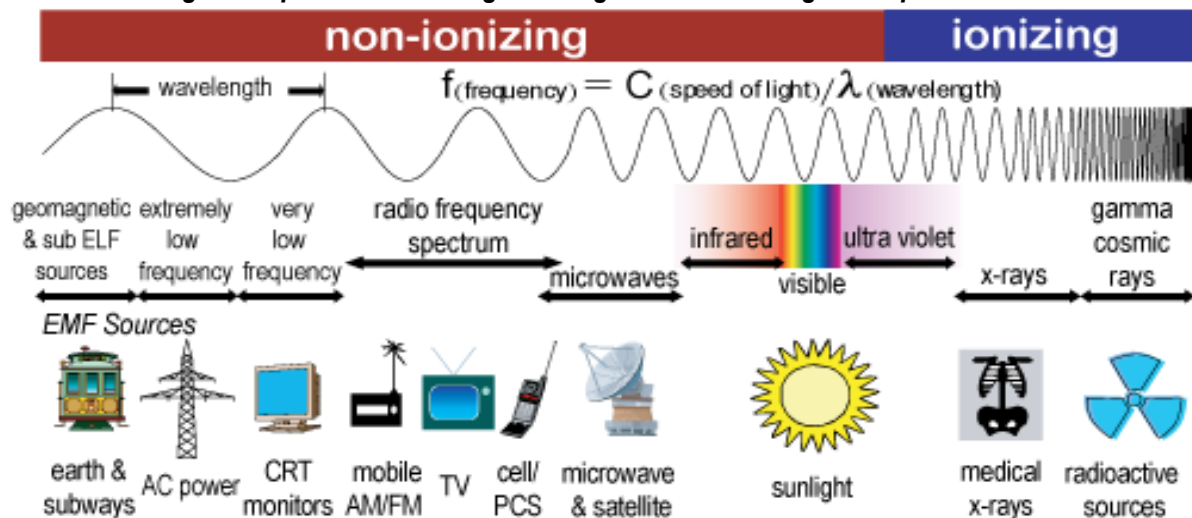 non-ionizing ionizing
wavelength f(frequency) = C (speed of light)/λ(wavelength)
geomagnetic
& sub ELF
sources
extremely
low
frequency
very
low
frequency
radio frequency
spectrum
microwaves
infrared
visible
ultra violet
x-rays
gamma
cosmic
rays
EMF Sources
earth &
subways
AC power
CRT
monitors
mobile
AM/FM
TV
cell/
PCS
microwave
& satellite
sunlight
medical
x-rays
radioactive
sources